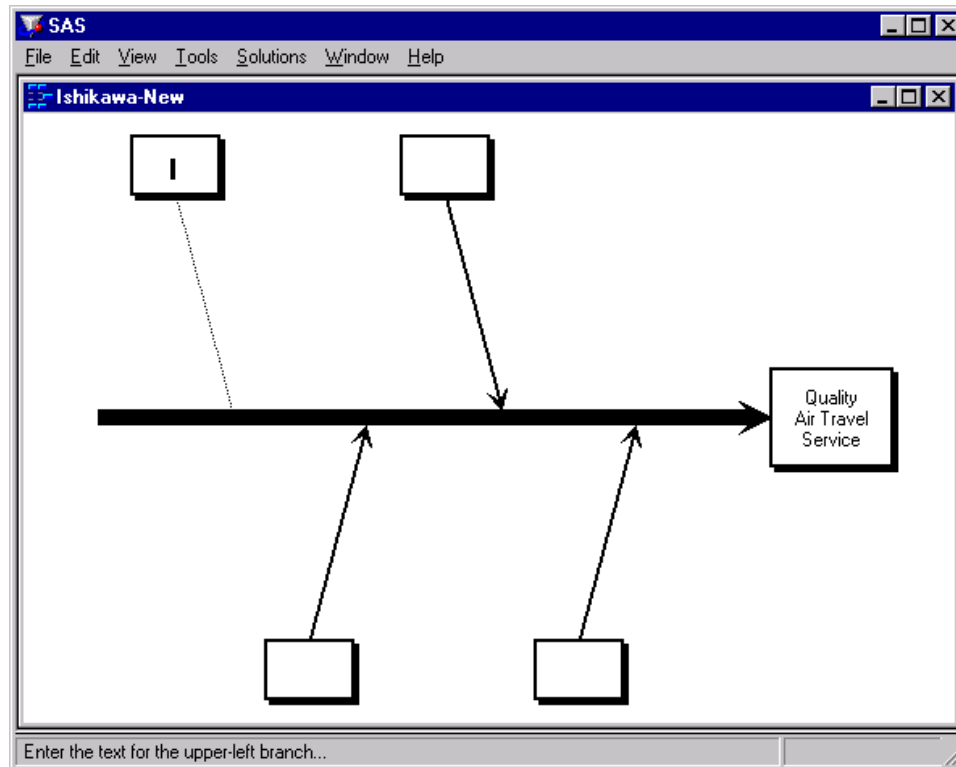 SAS
File Edit View Tools Solutions Window Help
Ishikawa-New
Quality
Air Travel
Service
Enter the text for the upper-left branch...